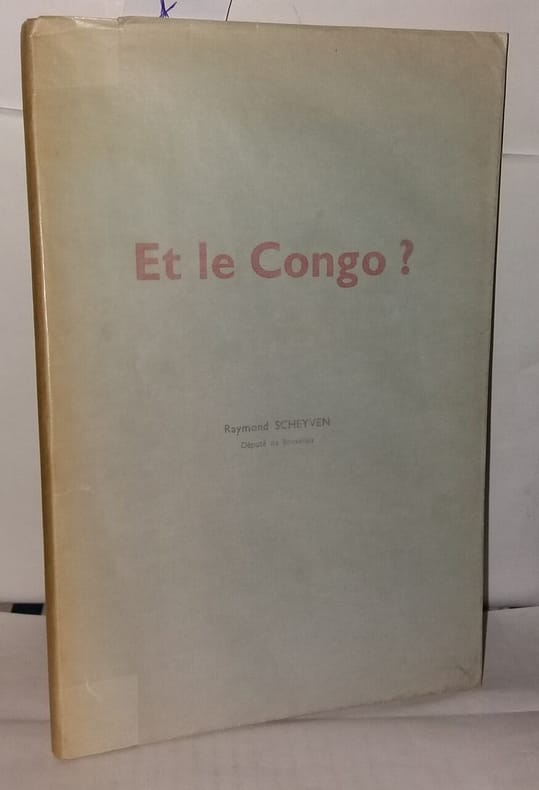 Et le Congo ?
Raymond SCHEYVEN
Député de Bruxelles